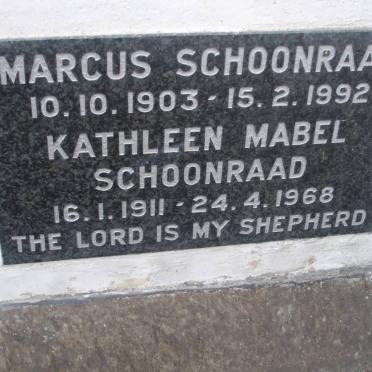 MARCUS SCHOONRAA
10.10.1903 - 15.2.1992
KATHLEEN MABEL
SCHOONRAAD
16.1.1911 - 24.4.1968
THE LORD IS MY SHEPHERD